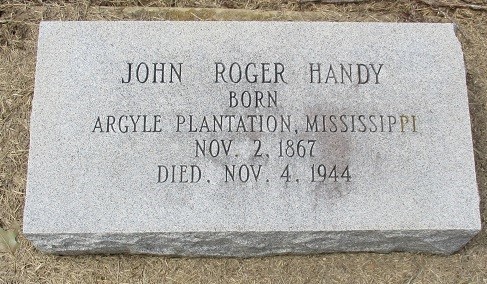 JOHN ROGER HANDY
BORN
ARGYLE PLANTATION, MISSISSIPPI
NOV. 2, 1867
DIED. NOV. 4, 1944